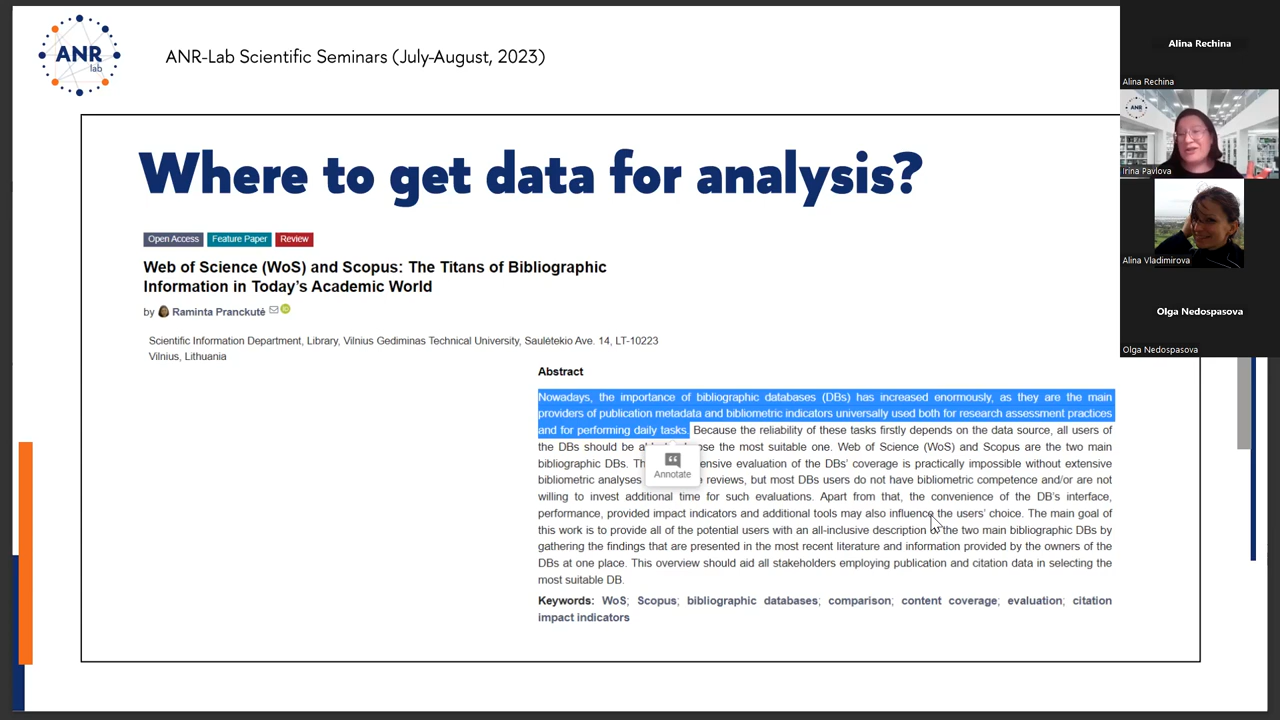 ANR
lab
ANR-Lab Scientific Seminars (July-August, 2023)
Where to get data for analysis?
Open Access Feature Paper Review
Web of Science (WoS) and Scopus: The Titans of Bibliographic
Information in Today's Academic World
by Raminta Pranckutė
Scientific Information Department, Library, Vilnius Gediminas Technical University, Saulėtekio Ave. 14, LT-10223
Vilnius, Lithuania
Abstract
Nowadays, the importance of bibliographic databases (DBs) has increased enormously, as they are the main
providers of publication metadata and bibliometric indicators universally used both for research assessment practices
and for performing daily tasks. Because the reliability of these tasks firstly depends on the data source, all users of
the DBs should be the most suitable one. Web of Science (WoS) and Scopus are the two main
bibliographic DBs. evaluation of the DBs' coverage is practically impossible without extensive
bibliometric analyses reviews, but most DBs users do not have bibliometric competence and/or are not
willing to invest additional time for such evaluations. Apart from that, the convenience of the DB's interface,
performance, provided impact indicators and additional tools may also influence the users' choice. The main goal of
this work is to provide all of the potential users with an all-inclusive description the two main bibliographic DBs by
gathering the findings that are presented in the most recent literature and information provided by the owners of the
DBs at one place. This overview should aid all stakeholders employing publication and citation data in selecting the
most suitable DB.
Keywords: WoS; Scopus; bibliographic databases; comparison; content coverage; evaluation; citation
impact indicators
Annotate
Alina Rechina
Alina Rechina
ANR
Irina Pavlova
Alina Vladimirova
Olga Nedospasova
Olga Nedospasova